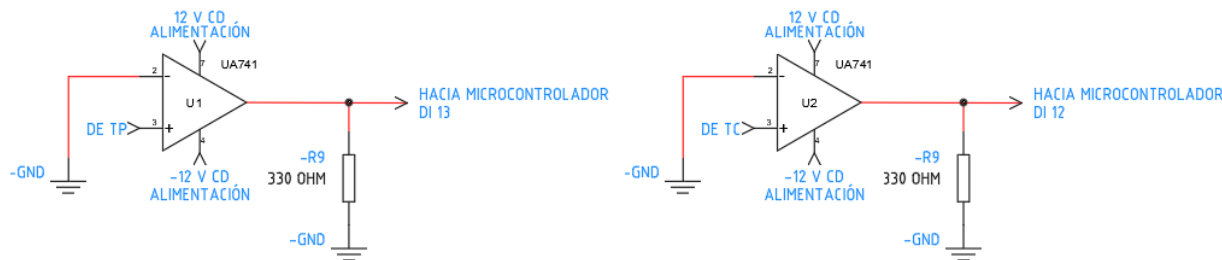 12 V CD
ALIMENTACIÓN
7
UA741
2
-
U1
HACIA MICROCONTROLADOR
DI 13
DE TP
3
+
4
-12 V CD
ALIMENTACIÓN
-GND
-R9
330 OHM
-GND
12 V CD
ALIMENTACIÓN
7
UA741
2
-
U2
HACIA MICROCONTROLADOR
DI 12
DE TC
3
+
4
-12 V CD
ALIMENTACIÓN
-GND
-R9
330 OHM
-GND